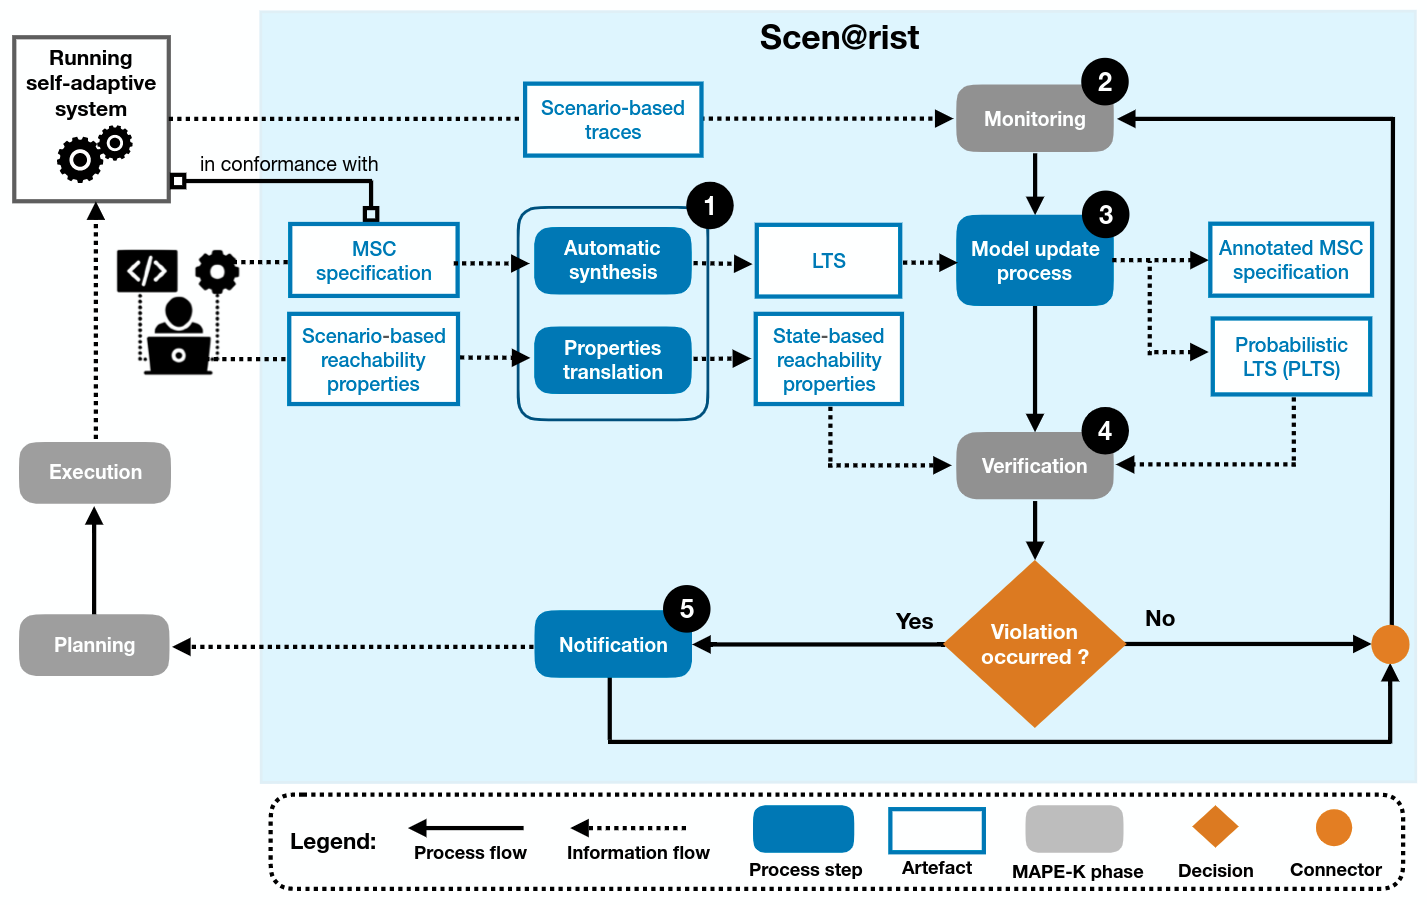 Scen@rist
Running
self-adaptive
system
Scenario-based
traces
Monitoring
2
in conformance with
MSC
specification
1
Automatic
synthesis
LTS
3
Model update
process
Annotated MSC
specification
</>
Scenario-based
reachability
properties
Properties
translation
State-based
reachability
properties
Probabilistic
LTS (PLTS)
4
Verification
Execution
Planning
5
Notification
Yes
Violation
occurred ?
No
Legend:
Process flow
Information flow
Process step
Artefact
MAPE-K phase
Decision
Connector